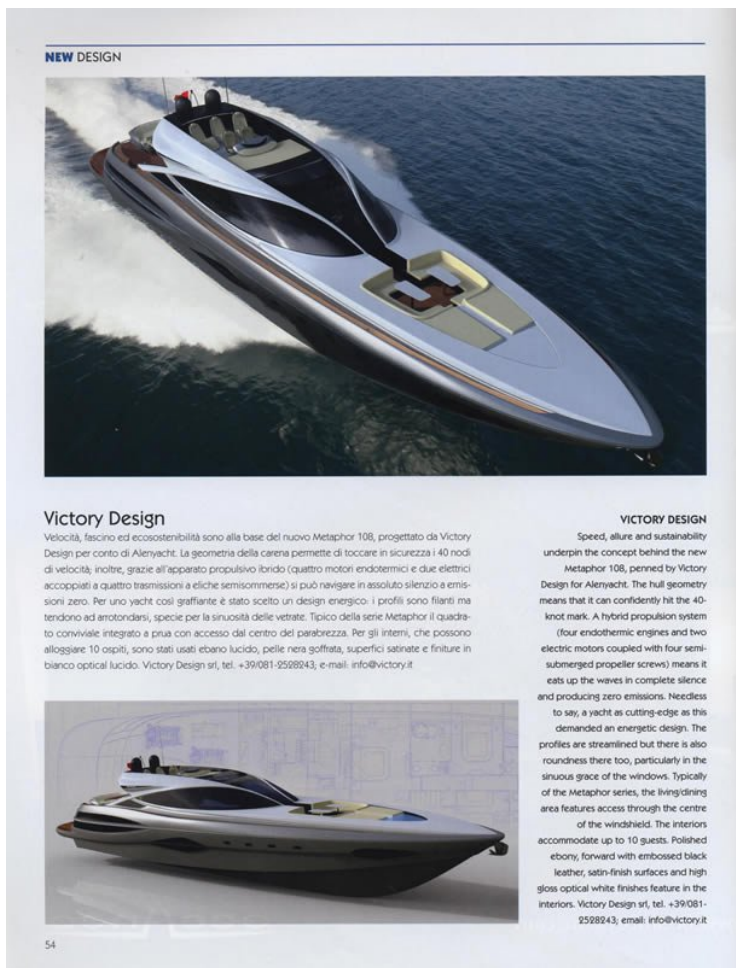 NEW DESIGN
Victory Design
Velocità, fascino ed ecosostenibilità sono alla base del nuovo Metaphor 108, progettato da Victory
Design per conto di Alenyacht. La geometria della carena permette di toccare in sicurezza i 40 nodi
di velocità; inoltre, grazie all'apparato propulsivo ibrido (quattro motori endotermici e due elettrici
accoppiati a quattro trasmissioni a eliche semisommerse) si può navigare in assoluto silenzio a emis-
sioni zero. Per uno yacht così graffiante è stato scelto un design energico: i profili sono filanti ma
tendono ad arrotondarsi, specie per la sinuosità delle vetrate. Tipico della serie Metaphor il quadra-
to conviviale integrato a prua con accesso dal centro del parabrezza. Per gli interni, che possono
alloggiare 10 ospiti, sono stati usati ebano lucido, pelle nera goffrata, superfici satinate e finiture in
bianco optical lucido. Victory Design srl, tel. +39/081-2528243; e-mail: info@victory.it
VICTORY DESIGN
Speed, allure and sustainability
underpin the concept behind the new
Metaphor 108, penned by Victory
Design for Alenyacht. The hull geometry
means that it can confidently hit the 40-
knot mark. A hybrid propulsion system
(four endothermic engines and two
electric motors coupled with four semi-
submerged propeller screws) means it
eats up the waves in complete silence
and producing zero emissions. Needless
to say, a yacht as cutting-edge as this
demanded an energetic design. The
profiles are streamlined but there is also
roundness there too, particularly in the
sinuous grace of the windows. Typically
of the Metaphor series, the living/dining
area features access through the centre
of the windshield. The interiors
accommodate up to 10 guests. Polished
ebony, forward with embossed black
leather, satin-finish surfaces and high
gloss optical white finishes feature in the
interiors. Victory Design srl, tel. +39/081-
2528243; email: info@victory.it
54